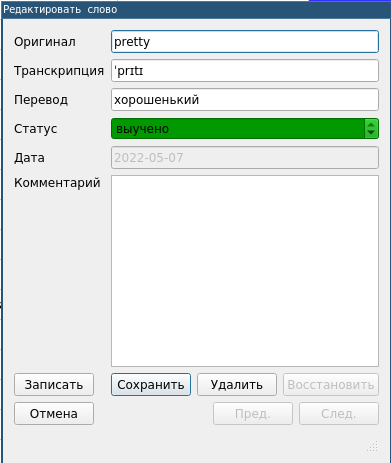 Редактировать слово
Оригинал pretty
Транскрипция ˈprɪtɪ
Перевод хорошенький
Статус выучено
Дата 2022-05-07
Комментарий
Записать Сохранить Удалить Восстановить
Отмена Пред. След.